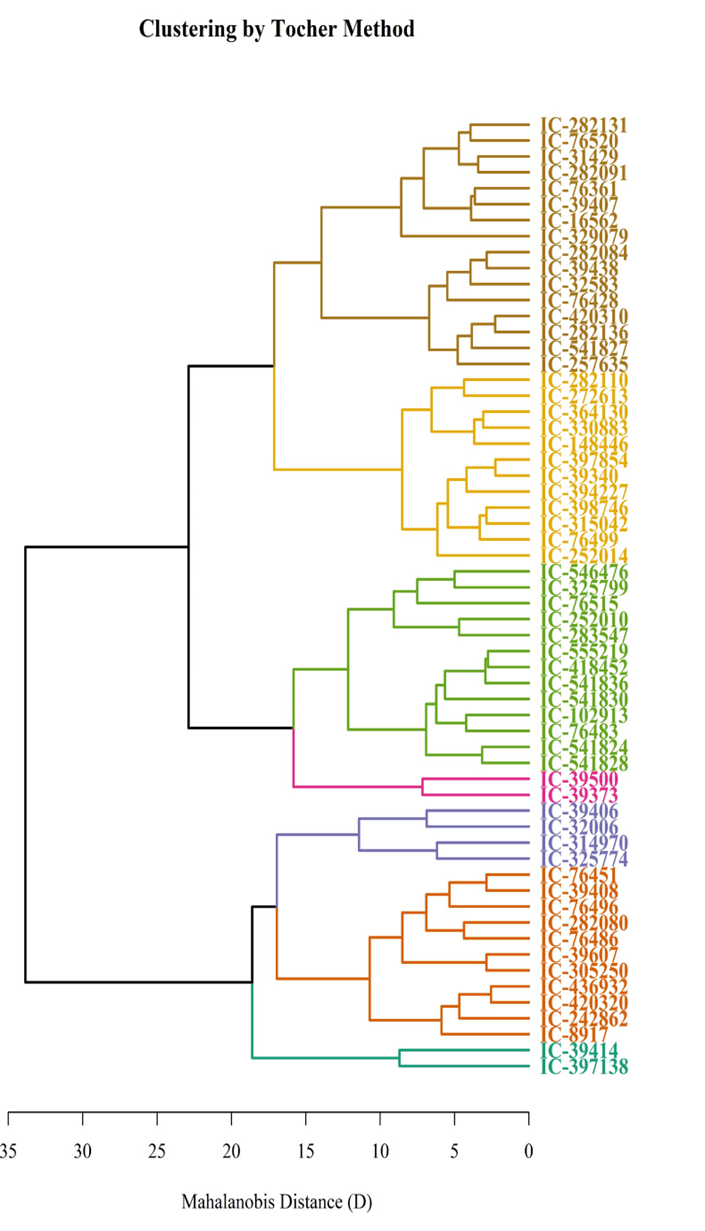 Clustering by Tocher Method
IC-282131
IC-76520
IC-31429
IC-282091
IC-76361
IC-39407
IC-16562
IC-329079
IC-282084
IC-39438
IC-32583
IC-76428
IC-420310
IC-282136
IC-541827
IC-257635
IC-282110
IC-272613
IC-364130
IC-330883
IC-148446
IC-397854
IC-39340
IC-394227
IC-398746
IC-315042
IC-76499
IC-252014
IC-546476
IC-325799
IC-76515
IC-252010
IC-283547
IC-555219
IC-418452
IC-541836
IC-541830
IC-102913
IC-76483
IC-541824
IC-541828
IC-39500
IC-39373
IC-39406
IC-32006
IC-314970
IC-325774
IC-76451
IC-39408
IC-76496
IC-282080
IC-76486
IC-39607
IC-305250
IC-436932
IC-420320
IC-242862
IC-8917
IC-39414
IC-397138
35 30 25 20 15 10 5 0
Mahalanobis Distance (D)